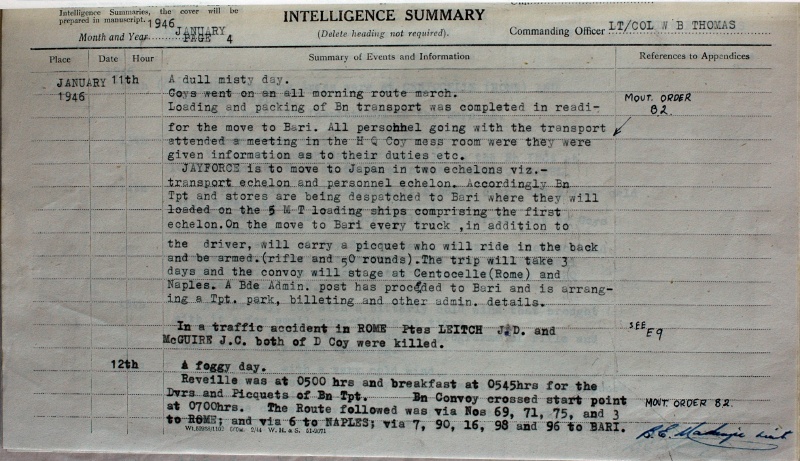 Intelligence Summaries, the cover will be
prepared in manuscript.
INTELLIGENCE SUMMARY
(Delete heading not required).
1946
Month and Year JANUARY
PAGE 4
Commanding Officer LT/COL W B THOMAS
Place Date Hour Summary of Events and Information References to Appendices
JANUARY 11th A dull misty day.
1946 Coys went on an all morning route march.
Loading and packing of Bn transport was completed in readi- MOVT. ORDER
82.
for the move to Bari. All personnel going with the transport
attended a meeting in the H Q Coy mess room were they were
given information as to their duties etc.
JAYFORCE is to move to Japan in two echelons viz.-
transport echelon and personnel echelon. Accordingly Bn
Tpt and stores are being despatched to Bari where they will
loaded on the 5 M T loading ships comprising the first
echelon.On the move to Bari every truck ,in addition to
the driver, will carry a picquet who will ride in the back
and be armed.(rifle and 50 rounds).The trip will take 3
days and the convoy will stage at Centocelle(Rome) and
Naples. A Bde Admin. post has proceded to Bari and is arrang-
ing a Tpt. park, billeting and other admin. details.
In a traffic accident in ROME Ptes LEITCH J.D. and SEE
McGUIRE J.C. both of D Coy were killed. E9
12th A foggy day.
Reveille was at 0500 hrs and breakfast at 0545hrs for the
Dvrs and Picquets of Bn Tpt. Bn Convoy crossed start point
at 0700hrs. The Route followed was via Nos 69, 71, 75, and 3 MOVT. ORDER 82.
to ROME; and via 6 to NAPLES; via 7, 90, 16, 98 and 96 to BARI.
W. H. & S. 51-2071